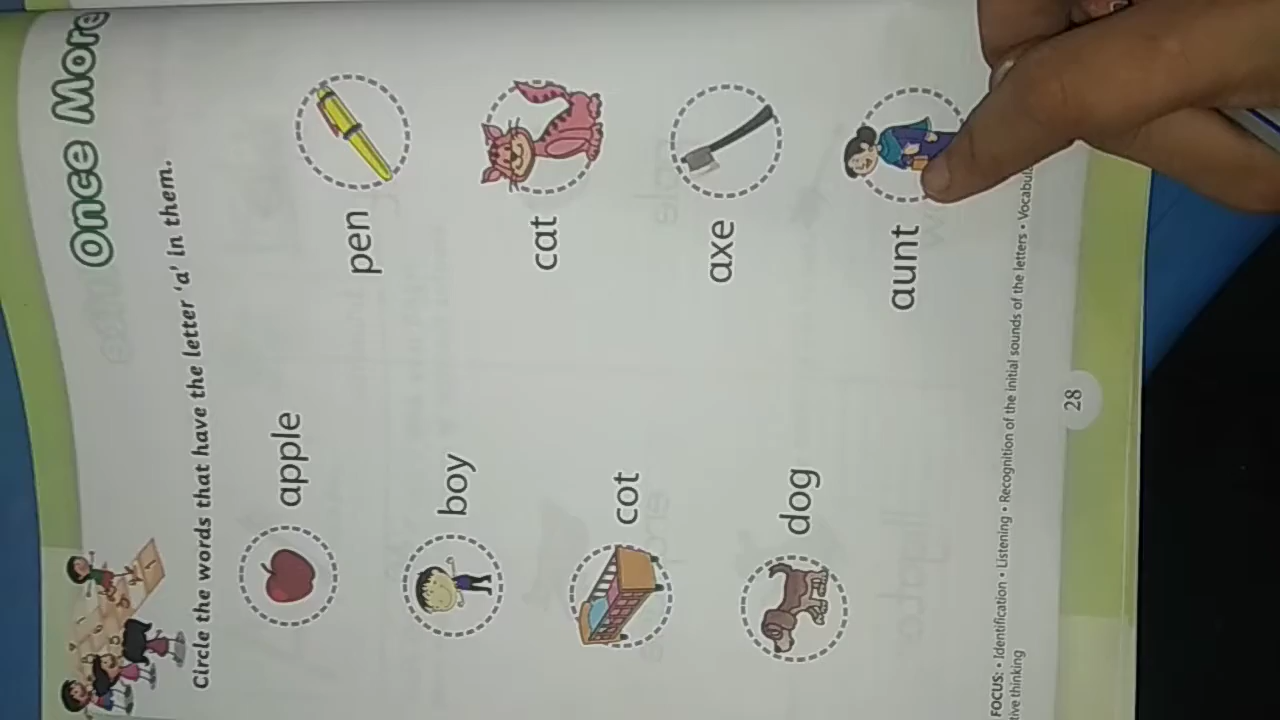 Once More
Circle the words that have the letter ‘a’ in them.
apple
pen
boy
cat
cot
axe
dog
aunt
FOCUS: • Identification • Listening • Recognition of the initial sounds of the letters •
tive thinking
28